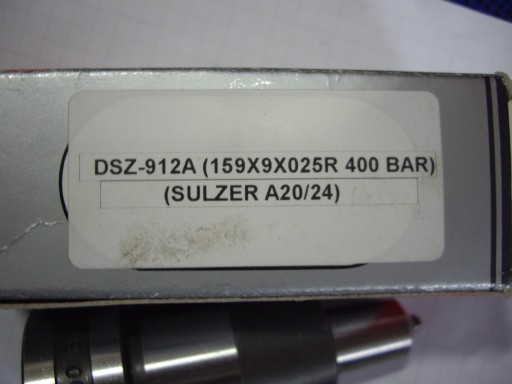 DSZ-912A (159X9X025R 400 BAR)
(SULZER A20/24)